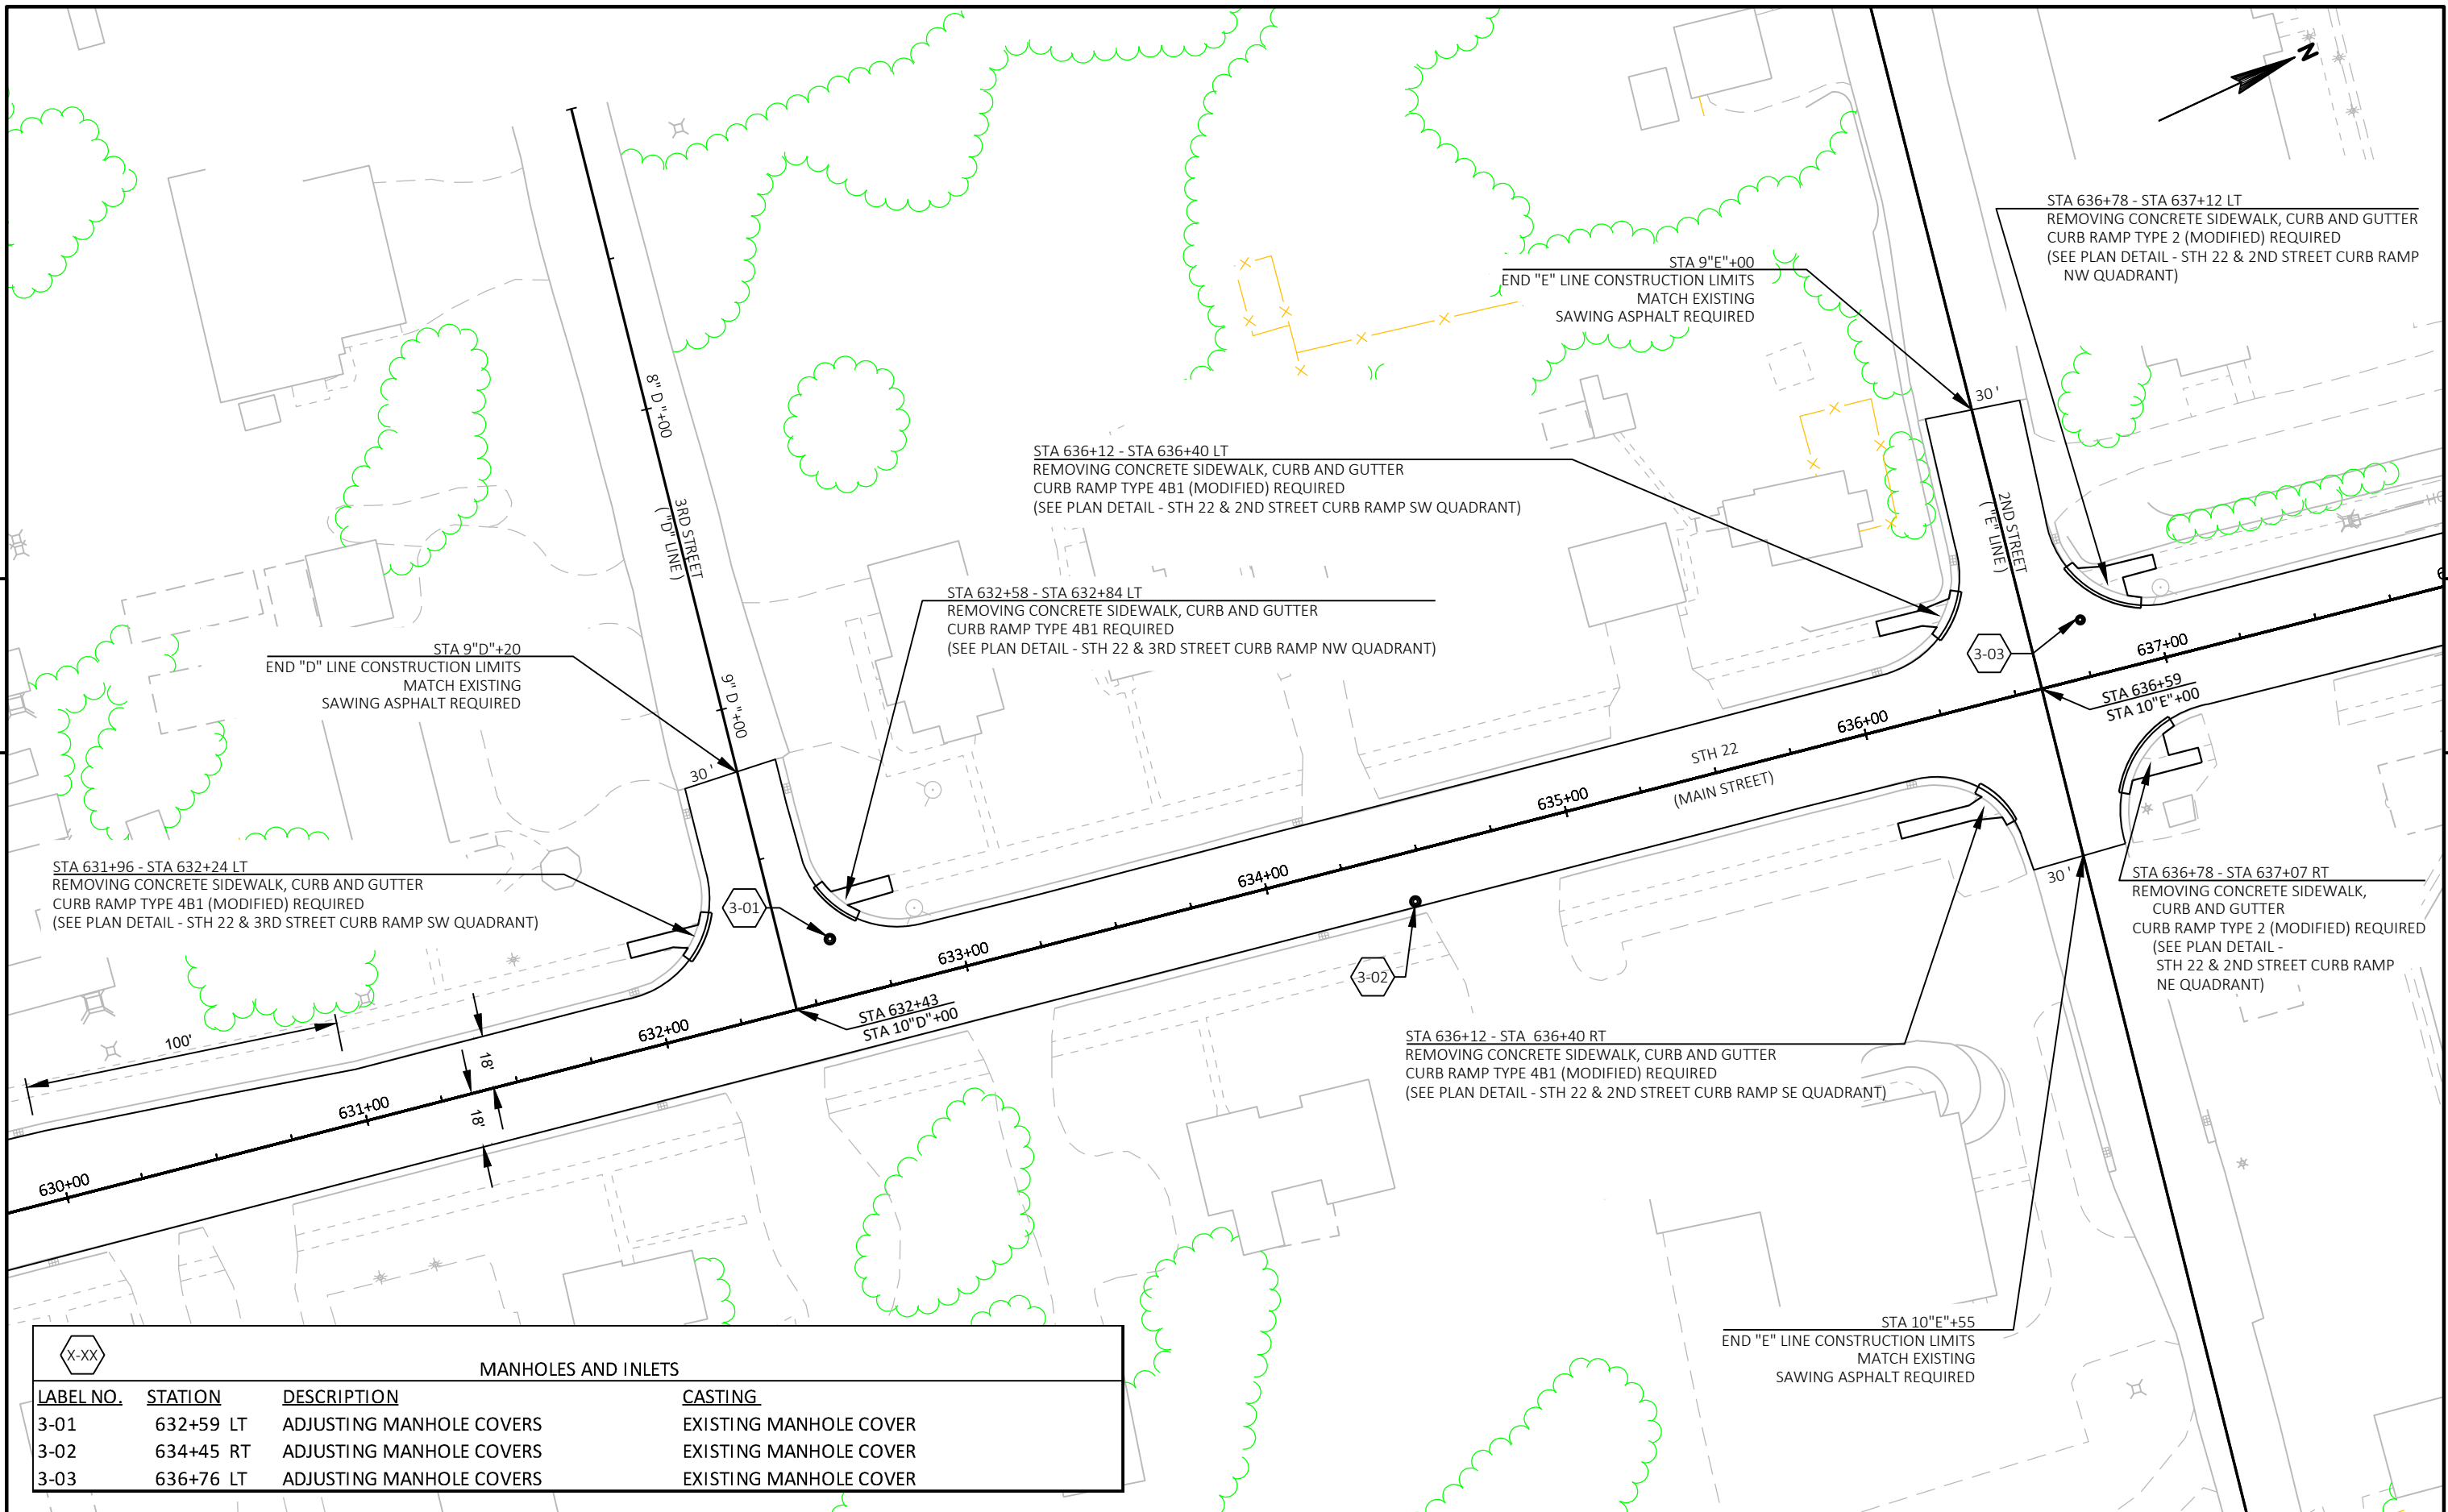 N
STA 636+78 - STA 637+12 LT
REMOVING CONCRETE SIDEWALK, CURB AND GUTTER
CURB RAMP TYPE 2 (MODIFIED) REQUIRED
(SEE PLAN DETAIL - STH 22 & 2ND STREET CURB RAMP
NW QUADRANT)
STA 9"E"+00
END "E" LINE CONSTRUCTION LIMITS
MATCH EXISTING
SAWING ASPHALT REQUIRED
30 '
8" D "+00
STA 636+12 - STA 636+40 LT
REMOVING CONCRETE SIDEWALK, CURB AND GUTTER
CURB RAMP TYPE 4B1 (MODIFIED) REQUIRED
(SEE PLAN DETAIL - STH 22 & 2ND STREET CURB RAMP SW QUADRANT)
3RD STREET
( "D" LINE )
2ND STREET
( "E" LINE )
STA 632+58 - STA 632+84 LT
REMOVING CONCRETE SIDEWALK, CURB AND GUTTER
CURB RAMP TYPE 4B1 REQUIRED
(SEE PLAN DETAIL - STH 22 & 3RD STREET CURB RAMP NW QUADRANT)
STA 9"D"+20
END "D" LINE CONSTRUCTION LIMITS
MATCH EXISTING
SAWING ASPHALT REQUIRED
9" D "+00
30 '
3-03
637+00
STA 636+59
STA 10"E"+00
636+00
STH 22
(MAIN STREET)
635+00
634+00
633+00
632+00
631+00
630+00
STA 631+96 - STA 632+24 LT
REMOVING CONCRETE SIDEWALK, CURB AND GUTTER
CURB RAMP TYPE 4B1 (MODIFIED) REQUIRED
(SEE PLAN DETAIL - STH 22 & 3RD STREET CURB RAMP SW QUADRANT)
3-01
3-02
30 '
STA 636+78 - STA 637+07 RT
REMOVING CONCRETE SIDEWALK,
CURB AND GUTTER
CURB RAMP TYPE 2 (MODIFIED) REQUIRED
(SEE PLAN DETAIL -
STH 22 & 2ND STREET CURB RAMP
NE QUADRANT)
STA 632+43
STA 10"D"+00
100'
18'
18'
STA 636+12 - STA  636+40 RT
REMOVING CONCRETE SIDEWALK, CURB AND GUTTER
CURB RAMP TYPE 4B1 (MODIFIED) REQUIRED
(SEE PLAN DETAIL - STH 22 & 2ND STREET CURB RAMP SE QUADRANT)
STA 10"E"+55
END "E" LINE CONSTRUCTION LIMITS
MATCH EXISTING
SAWING ASPHALT REQUIRED
X-XX
MANHOLES AND INLETS
LABEL NO. STATION DESCRIPTION CASTING
3-01 632+59 LT ADJUSTING MANHOLE COVERS EXISTING MANHOLE COVER
3-02 634+45 RT ADJUSTING MANHOLE COVERS EXISTING MANHOLE COVER
3-03 636+76 LT ADJUSTING MANHOLE COVERS EXISTING MANHOLE COVER